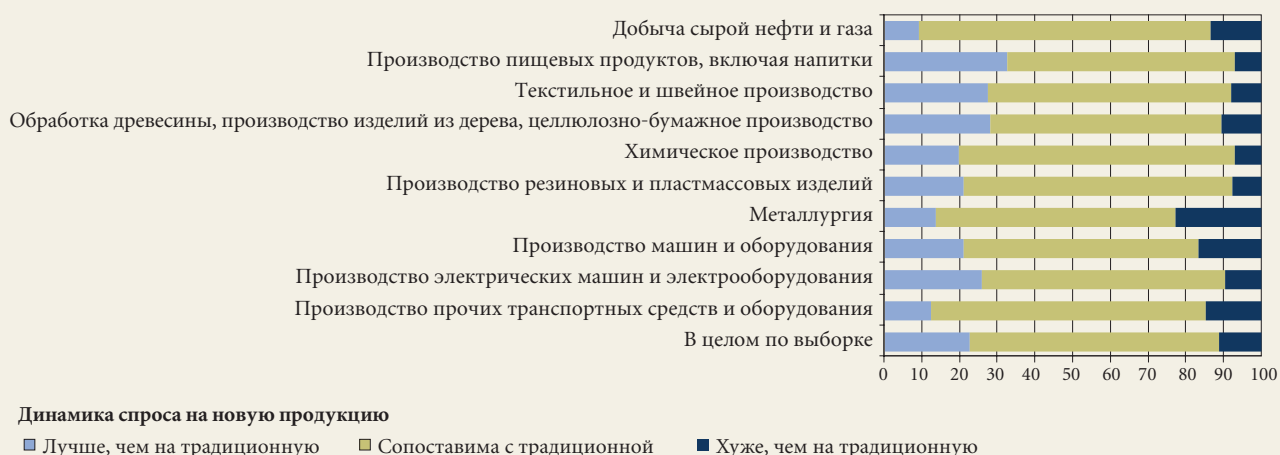 Добыча сырой нефти и газа
Производство пищевых продуктов, включая напитки
Текстильное и швейное производство
Обработка древесины, производство изделий из дерева, целлюлозно-бумажное производство
Химическое производство
Производство резиновых и пластмассовых изделий
Металлургия
Производство машин и оборудования
Производство электрических машин и электрооборудования
Производство прочих транспортных средств и оборудования
В целом по выборке
0 10 20 30 40 50 60 70 80 90 100
Динамика спроса на новую продукцию
Лучше, чем на традиционную Сопоставима с традиционной Хуже, чем на традиционную